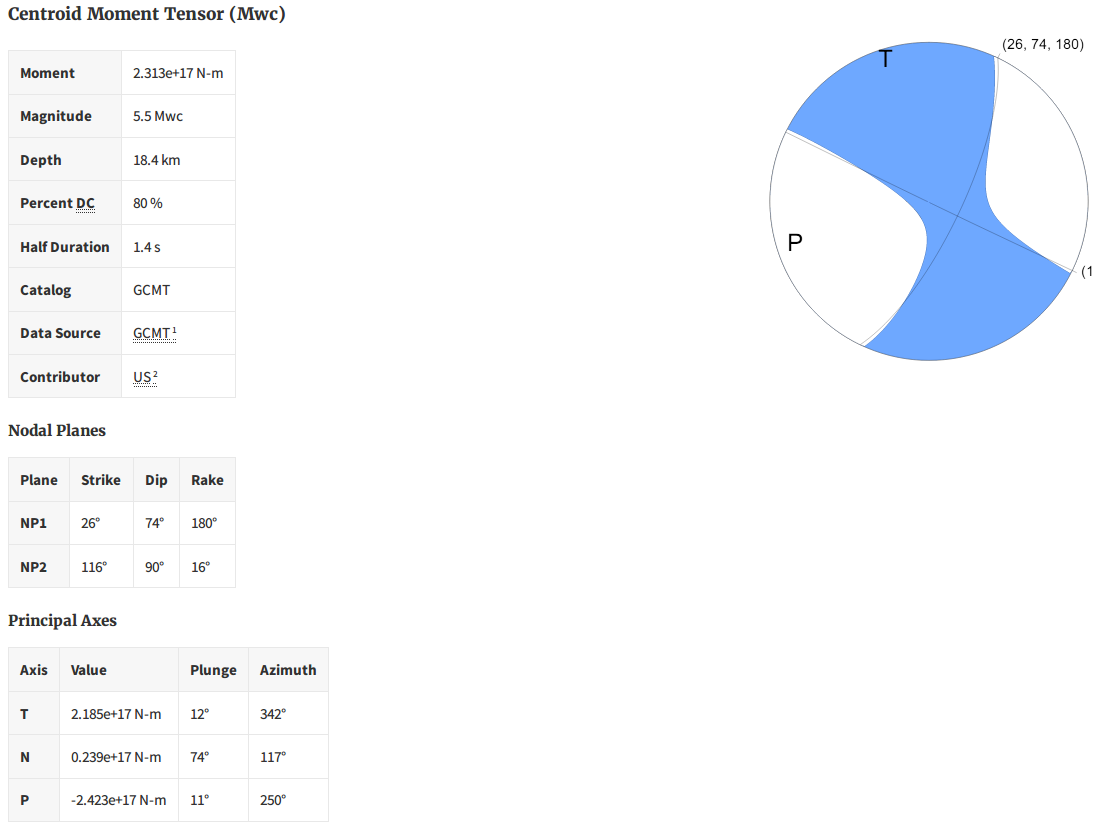 Centroid Moment Tensor (Mwc)
Moment 2.313e+17 N-m
Magnitude 5.5 Mwc
Depth 18.4 km
Percent DC 80 %
Half Duration 1.4 s
Catalog GCMT
Data Source GCMT 1
Contributor US 2
T
(26, 74, 180)
P
(1
Nodal Planes
Plane Strike Dip Rake
NP1 26° 74° 180°
NP2 116° 90° 16°
Principal Axes
Axis Value Plunge Azimuth
T 2.185e+17 N-m 12° 342°
N 0.239e+17 N-m 74° 117°
P -2.423e+17 N-m 11° 250°